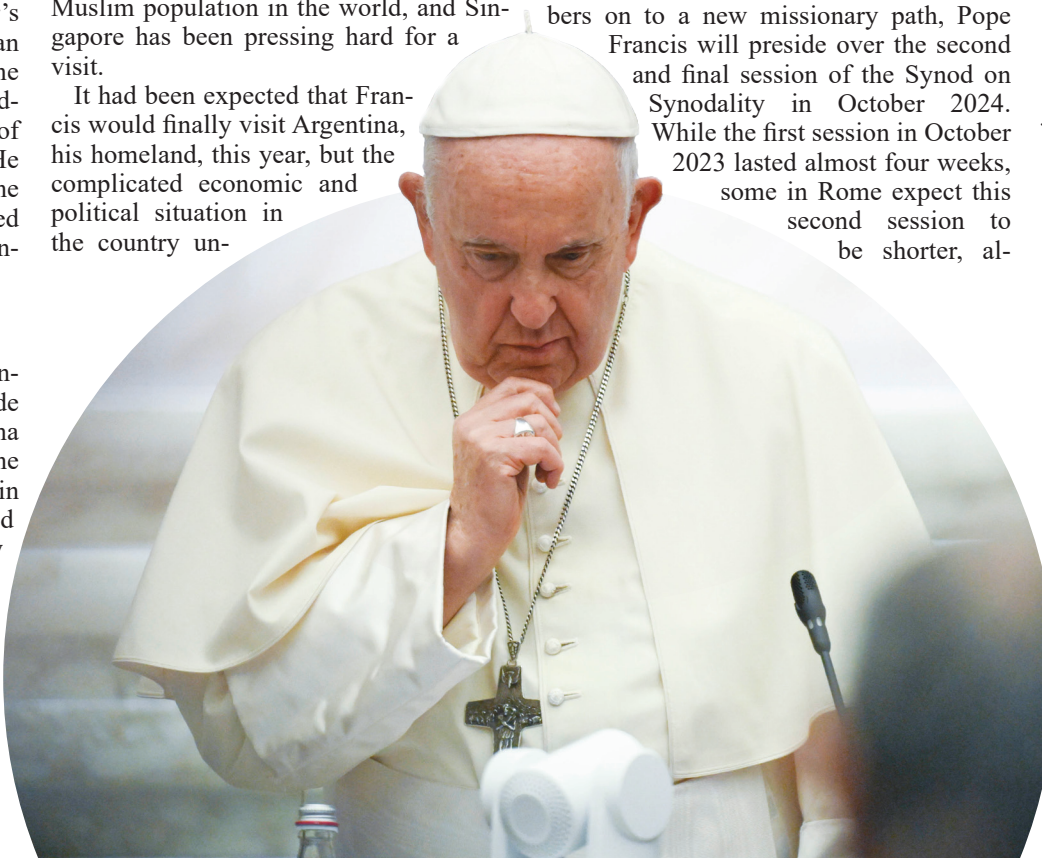 Muslim population in the world, and Sin-
gapore has been pressing hard for a
visit.
It had been expected that Fran-
cis would finally visit Argentina,
his homeland, this year, but the
complicated economic and
political situation in
the country un-
bers on to a new missionary path, Pope
Francis will preside over the second
and final session of the Synod on
Synodality in October 2024.
While the first session in October
2023 lasted almost four weeks,
some in Rome expect this
second session to
be shorter, al-